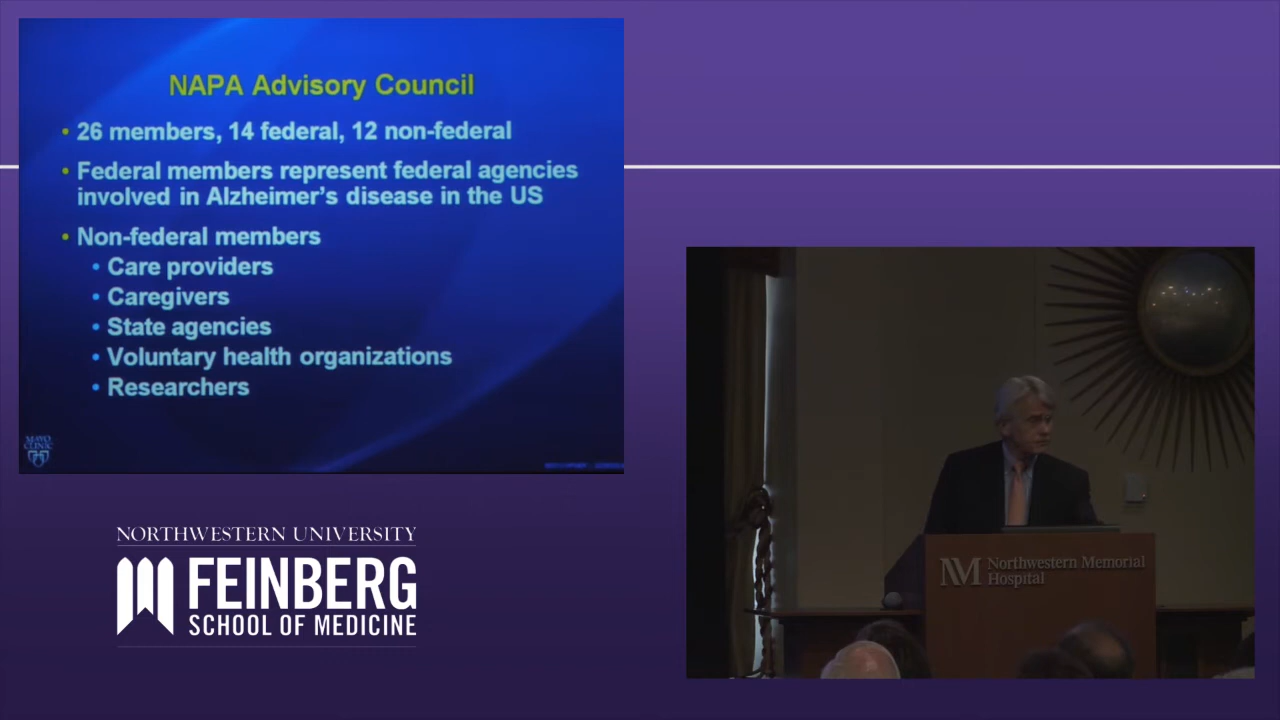 NAPA Advisory Council
• 26 members, 14 federal, 12 non-federal
• Federal members represent federal agencies
involved in Alzheimer's disease in the US
• Non-federal members
• Care providers
• Caregivers
• State agencies
• Voluntary health organizations
• Researchers
MAYO
CLINIC
NORTHWESTERN UNIVERSITY
FEINBERG
SCHOOL OF MEDICINE
NM Northwestern Memorial
Hospital